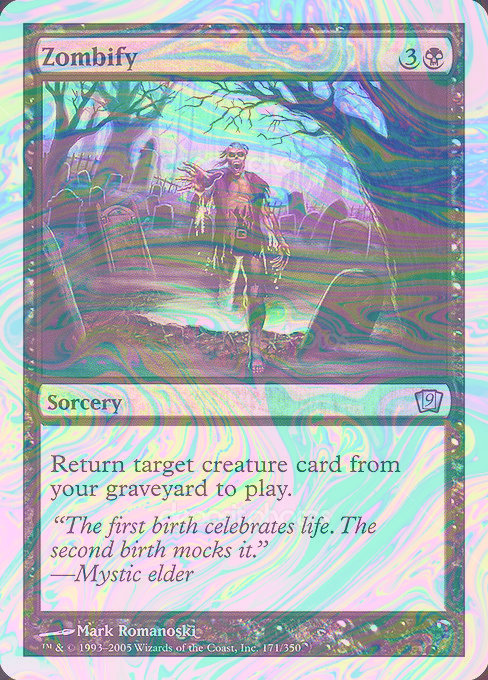 Zombify 3
Sorcery 9
Return target creature card from
your graveyard to play.
“The first birth celebrates life. The
second birth mocks it.”
—Mystic elder
Mark Romanoski
™ & © 1993–2005 Wizards of the Coast, Inc. 171/350